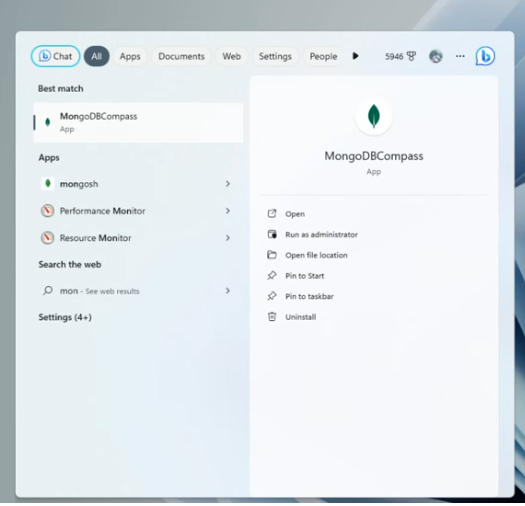 Chat All Apps Documents Web Settings People 5946
Best match
MongoDBCompass
App
Apps
mongosh
Performance Monitor
Resource Monitor
Search the web
mon - See web results
Settings (4+)
MongoDBCompass
App
Open
Run as administrator
Open file location
Pin to Start
Pin to taskbar
Uninstall